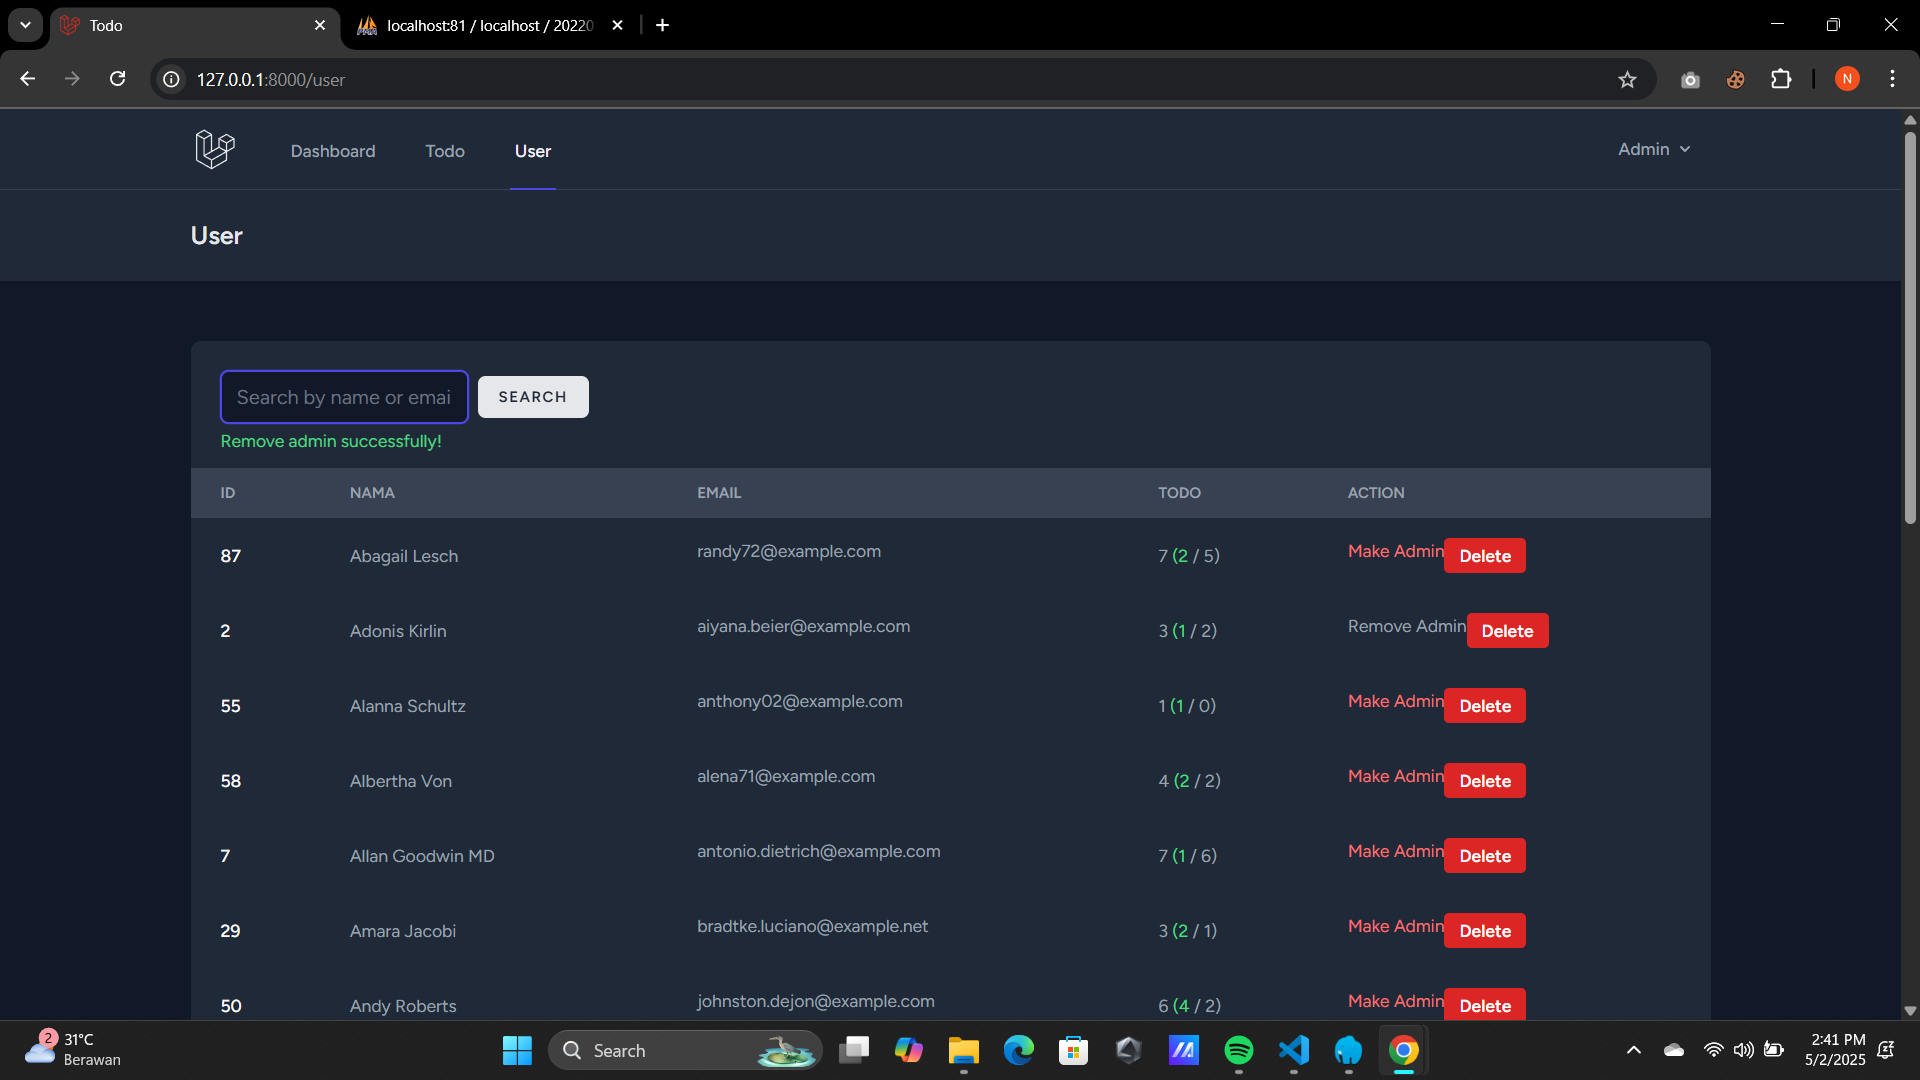 Todo
localhost:81 / localhost / 20220
127.0.0.1:8000/user
N
Dashboard Todo User Admin
User
Search by name or emai SEARCH
Remove admin successfully!
ID NAMA EMAIL TODO ACTION
87 Abagail Lesch randy72@example.com 7 (2 / 5) Make Admin Delete
2 Adonis Kirlin aiyana.beier@example.com 3 (1 / 2) Remove Admin Delete
55 Alanna Schultz anthony02@example.com 1 (1 / 0) Make Admin Delete
58 Albertha Von alena71@example.com 4 (2 / 2) Make Admin Delete
7 Allan Goodwin MD antonio.dietrich@example.com 7 (1 / 6) Make Admin Delete
29 Amara Jacobi bradtke.luciano@example.net 3 (2 / 1) Make Admin Delete
50 Andy Roberts johnston.dejon@example.com 6 (4 / 2) Make Admin Delete
2 31°C
Berawan
Search
2:41 PM
5/2/2025